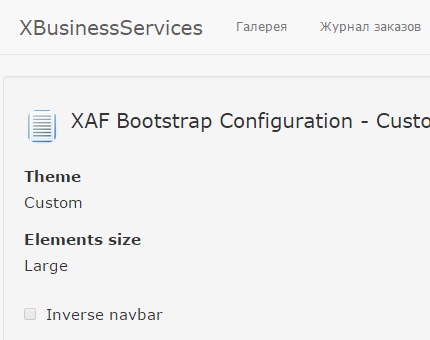 XBusinessServices Галерея Журнал заказов
XAF Bootstrap Configuration - Custo
Theme
Custom
Elements size
Large
Inverse navbar